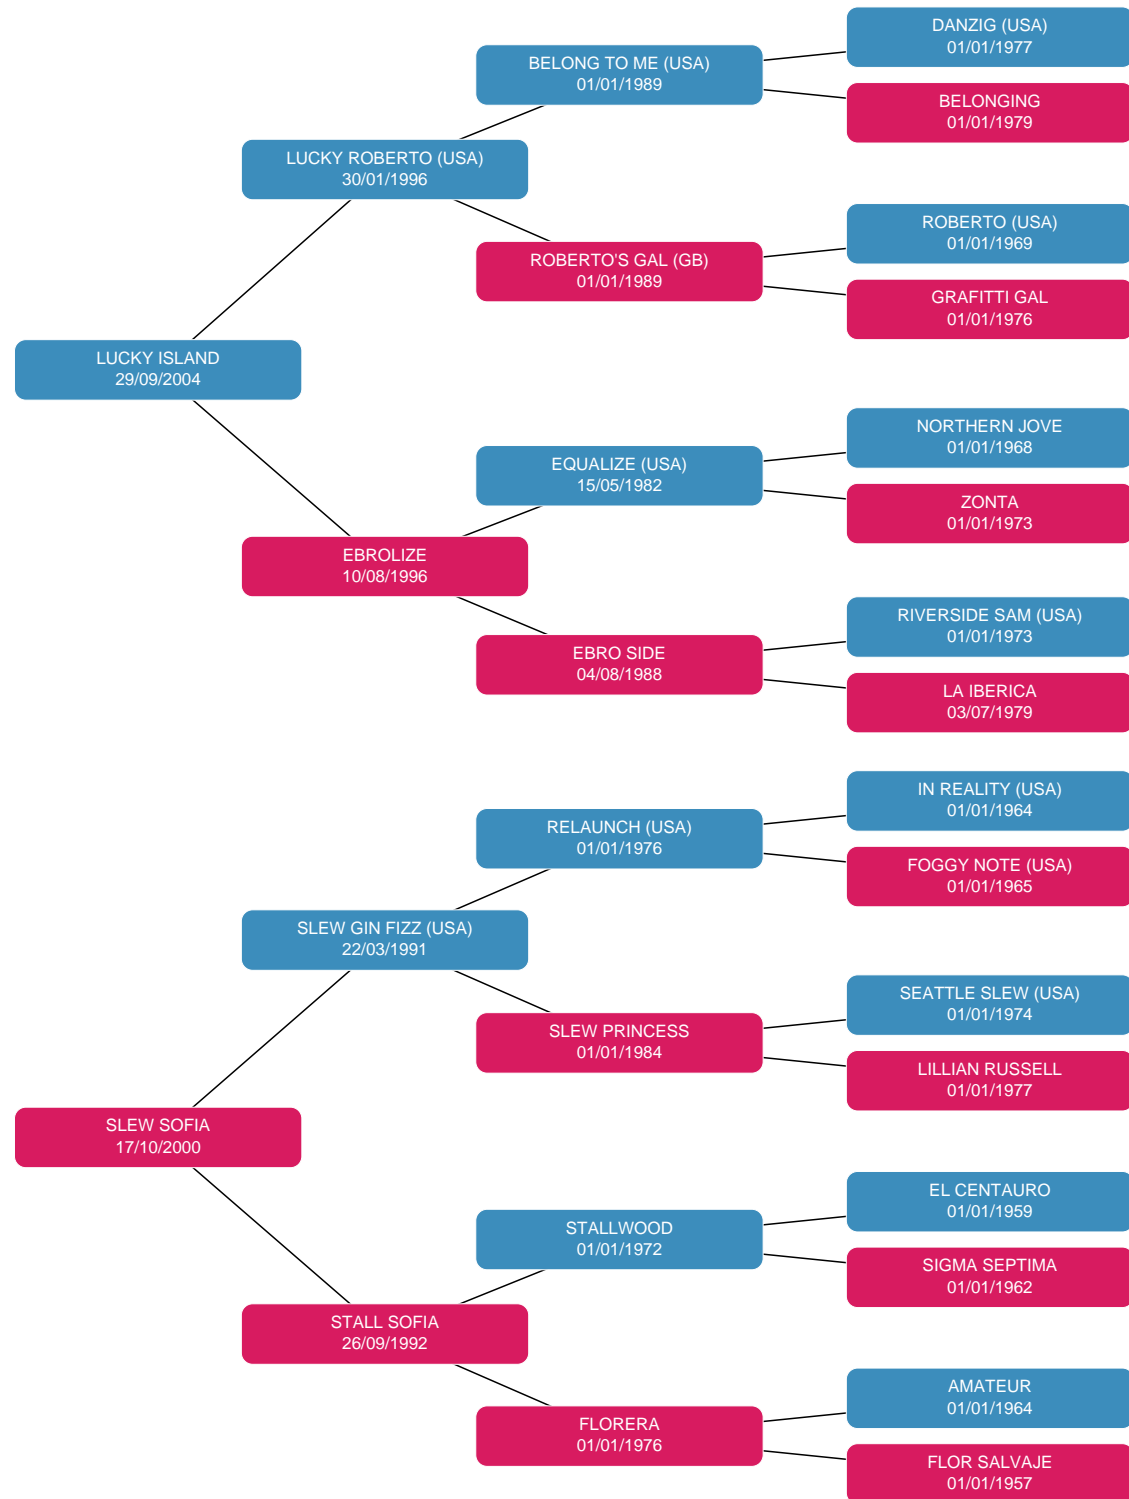 DANZIG (USA)
01/01/1977
BELONG TO ME (USA)
01/01/1989
BELONGING
01/01/1979
LUCKY ROBERTO (USA)
30/01/1996
ROBERTO (USA)
01/01/1969
ROBERTO'S GAL (GB)
01/01/1989
GRAFITTI GAL
01/01/1976
LUCKY ISLAND
29/09/2004
NORTHERN JOVE
01/01/1968
EQUALIZE (USA)
15/05/1982
ZONTA
01/01/1973
EBROLIZE
10/08/1996
RIVERSIDE SAM (USA)
01/01/1973
EBRO SIDE
04/08/1988
LA IBERICA
03/07/1979
IN REALITY (USA)
01/01/1964
RELAUNCH (USA)
01/01/1976
FOGGY NOTE (USA)
01/01/1965
SLEW GIN FIZZ (USA)
22/03/1991
SEATTLE SLEW (USA)
01/01/1974
SLEW PRINCESS
01/01/1984
LILLIAN RUSSELL
01/01/1977
SLEW SOFIA
17/10/2000
EL CENTAURO
01/01/1959
STALLWOOD
01/01/1972
SIGMA SEPTIMA
01/01/1962
STALL SOFIA
26/09/1992
AMATEUR
01/01/1964
FLORERA
01/01/1976
FLOR SALVAJE
01/01/1957